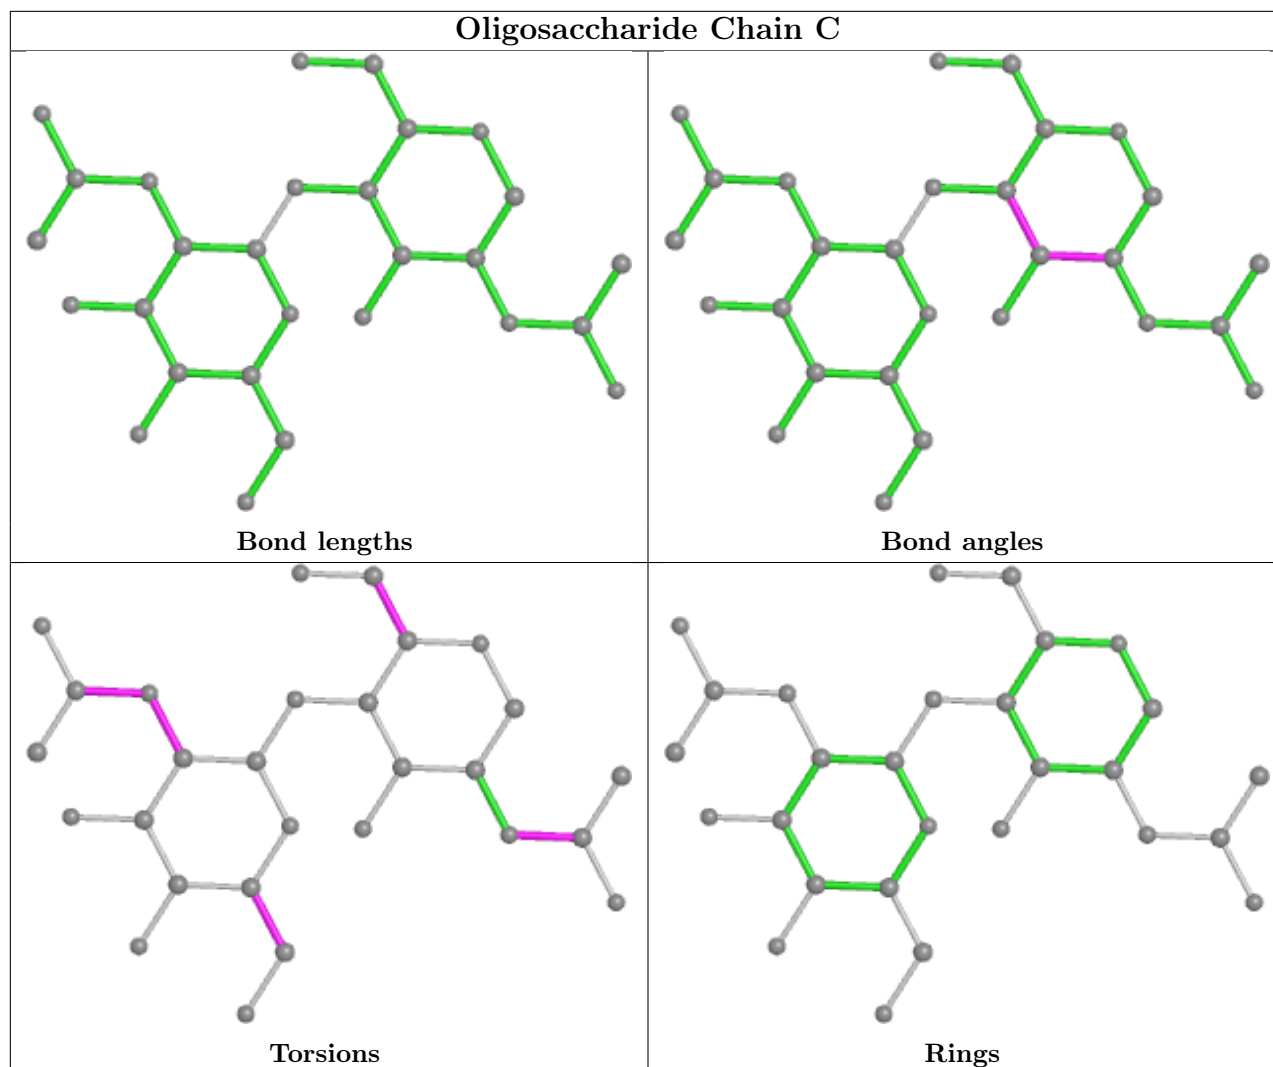 Oligosaccharide Chain C
Bond lengths
Bond angles
Torsions
Rings